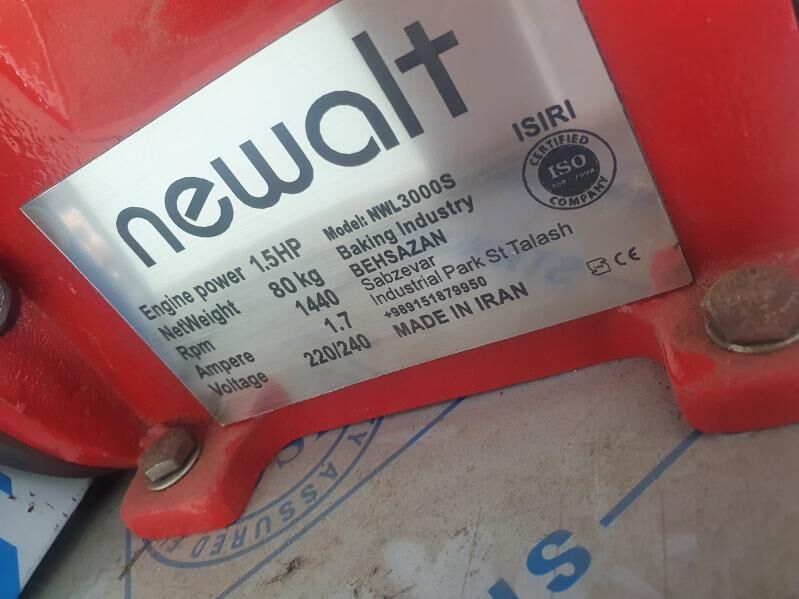 newalt
ISIRI
CERTIFIED
ISO
COMPANY
Engine power 1.5HP
NetWeight 80 kg
Rpm 1440
Ampere 1.7
Voltage 220/240
Model: NWL3000S
Baking Industry
BEHSAZAN
Sabzevar
Industrial Park St Talash
+989151879950
MADE IN IRAN
CE
TY ASSURED